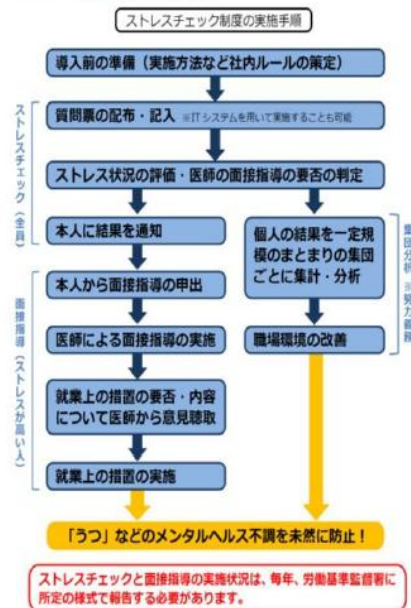 ストレスチェック制度の実施手順
導入前の準備（実施方法など社内ルールの策定）
ストレスチェック（全員）
質問票の配布・記入 ※ITシステムを用いて実施することも可能
ストレス状況の評価・医師の面接指導の要否の判定
本人に結果を通知
面接指導（ストレスが高い人）
本人から面接指導の申出
医師による面接指導の実施
就業上の措置の要否・内容
について医師から意見聴取
就業上の措置の実施
個人の結果を一定規
模のまとまりの集団
ごとに集計・分析
職場環境の改善
集団分析 ※努力義務
「うつ」などのメンタルヘルス不調を未然に防止！
ストレスチェックと面接指導の実施状況は、毎年、労働基準監督署に
所定の様式で報告する必要があります。